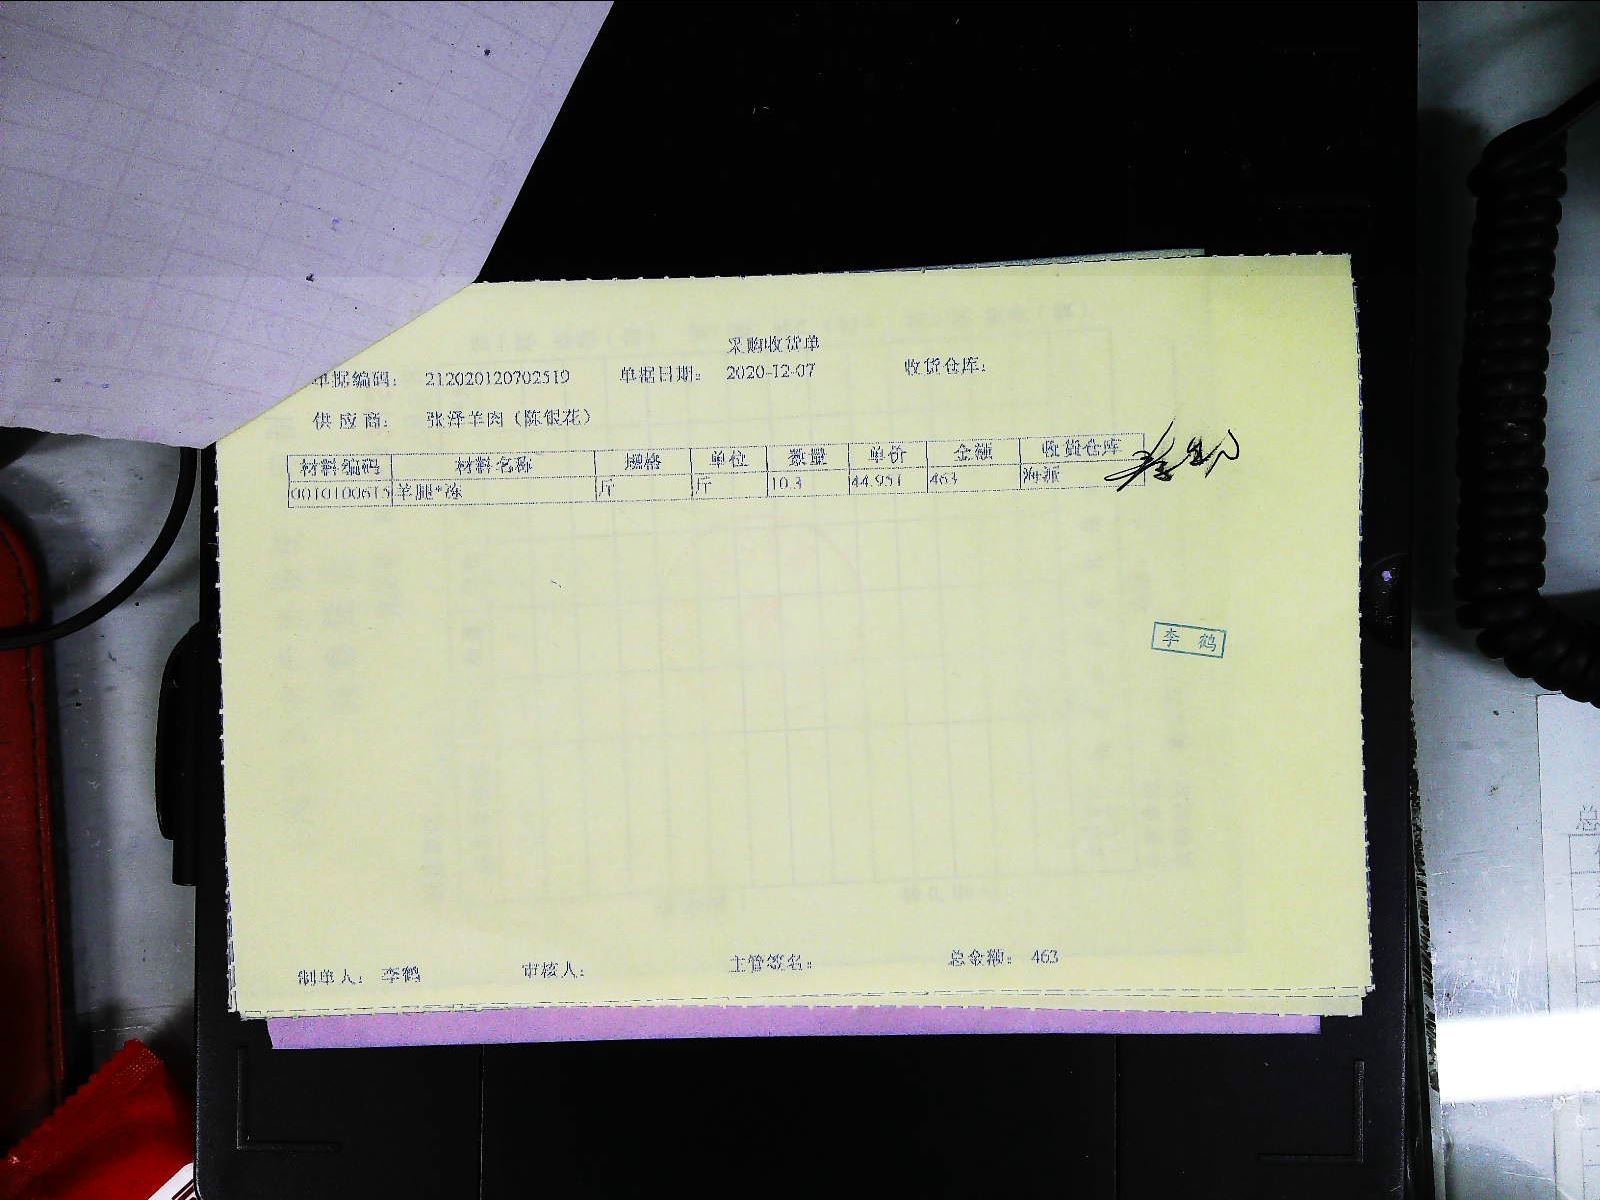 采购收货单
单据编码： 212020120702519 单据日期： 2020-12-07 收货仓库：
供应商： 张泽羊肉（陈银花）
材料编码 材料名称 规格 单位 数量 单价 金额 收货仓库
0010100615 羊腿*冻 斤 斤 10.3 44.951 463 海派
李 鹤
制单人： 李鹤 审核人： 主管签名： 总金额： 463